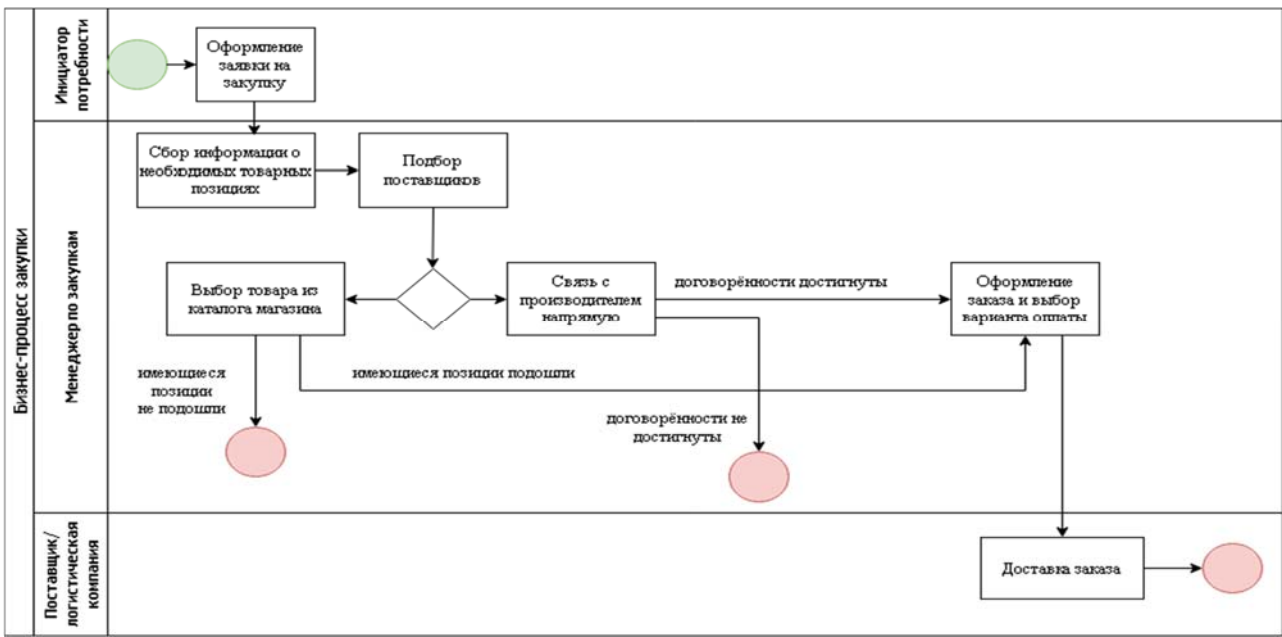 Бизнес-процесс закупки
Инициатор
потребности
Оформление
заявки на
закупку
Менеджер по закупкам
Сбор информации о
необходимых товарных
позициях
Подбор
поставщиков
Выбор товара из
каталога магазина
Связь с
производителем
напрямую
договорённости достигнуты
Оформление
заказа и выбор
варианта оплаты
имеющиеся
позиции
не подошли
имеющиеся позиции подошли
договорённости не
достигнуты
Поставщик/
логистическая
компания
Доставка заказа